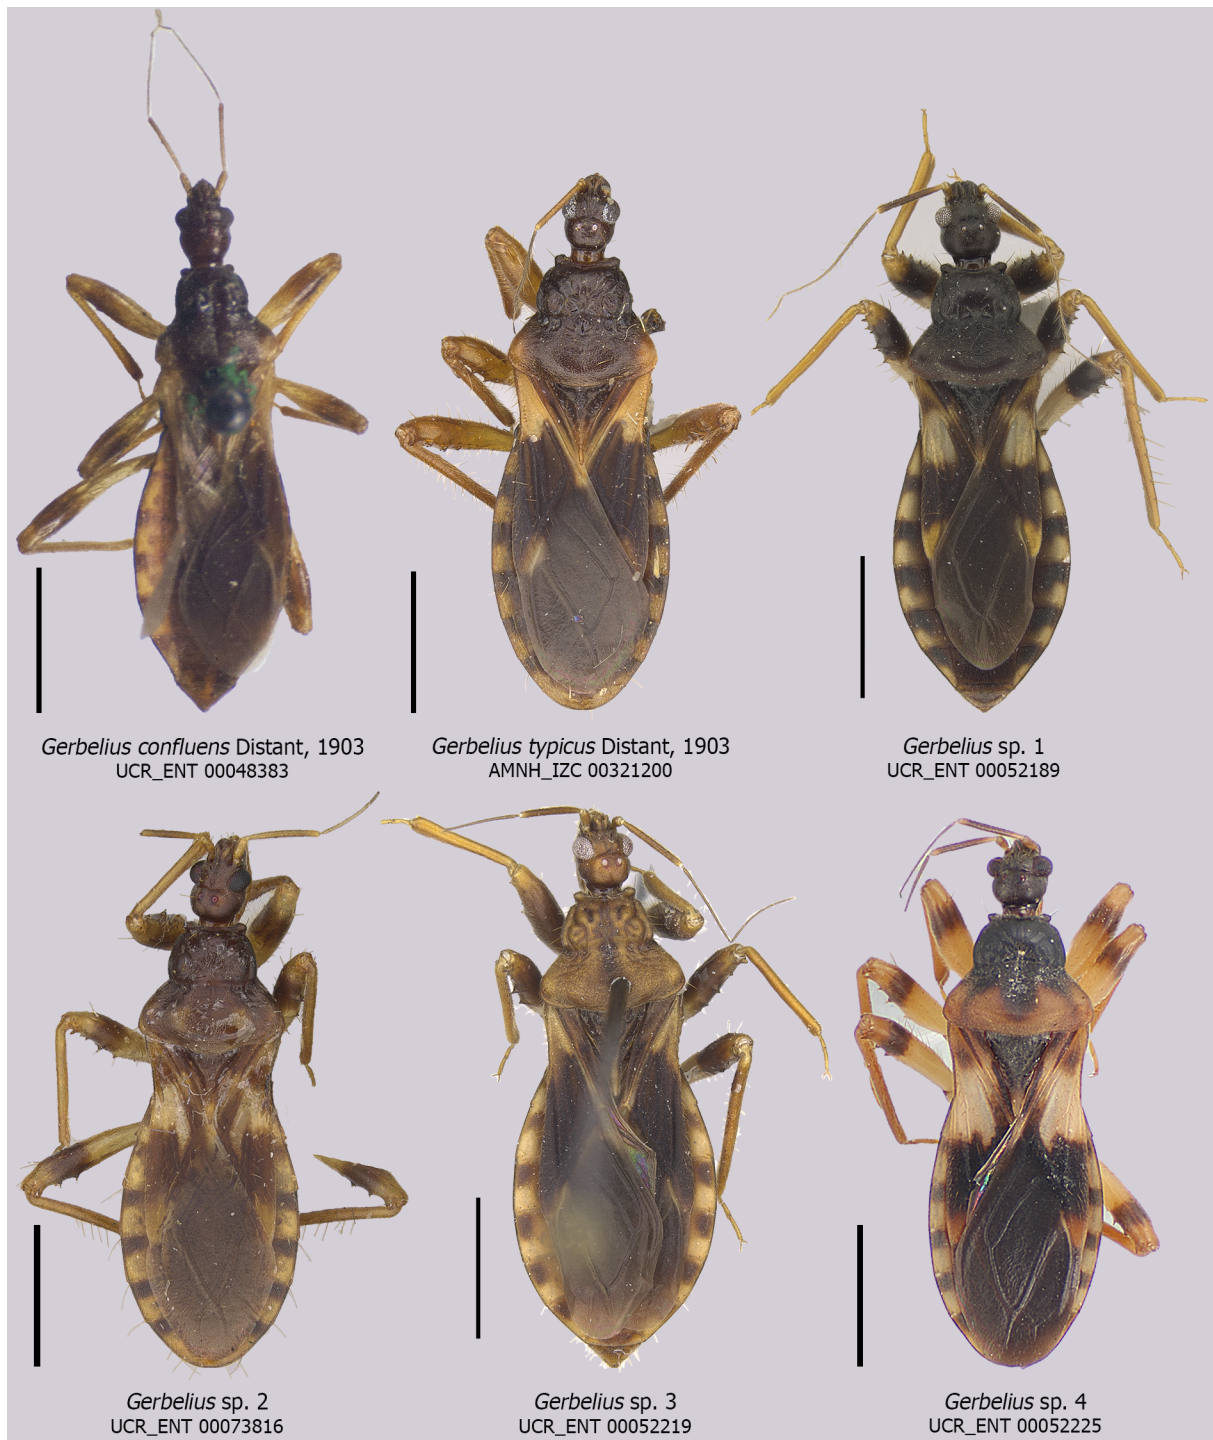 Gerbelius confluens Distant, 1903
UCR_ENT 00048383
Gerbelius typicus Distant, 1903
AMNH_IZC 00321200
Gerbelius sp. 1
UCR_ENT 00052189
Gerbelius sp. 2
UCR_ENT 00073816
Gerbelius sp. 3
UCR_ENT 00052219
Gerbelius sp. 4
UCR_ENT 00052225